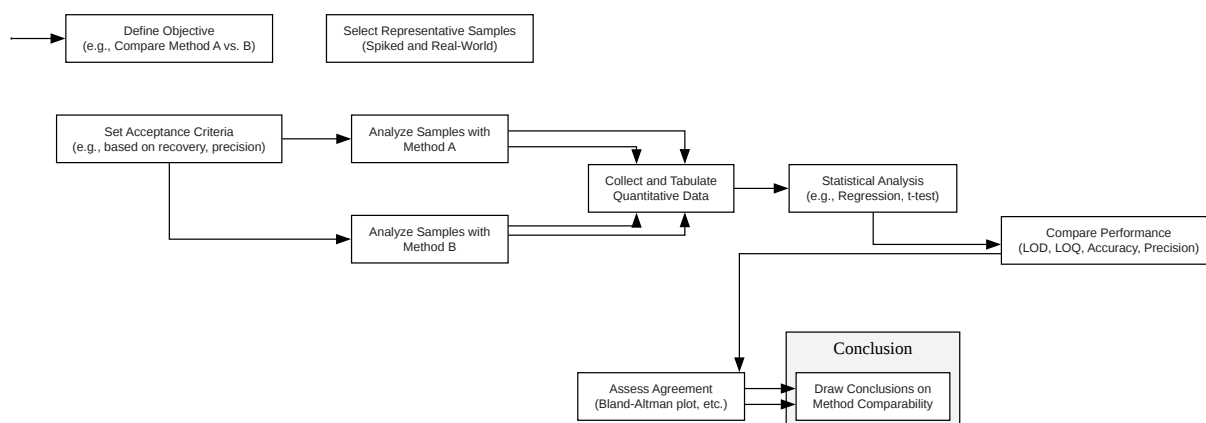 Define Objective
(e.g., Compare Method A vs. B)
Select Representative Samples
(Spiked and Real-World)
Set Acceptance Criteria
(e.g., based on recovery, precision)
Analyze Samples with
Method A
Collect and Tabulate
Quantitative Data
Statistical Analysis
(e.g., Regression, t-test)
Analyze Samples with
Method B
Compare Performance
(LOD, LOQ, Accuracy, Precision)
Conclusion
Assess Agreement
(Bland-Altman plot, etc.)
Draw Conclusions on
Method Comparability